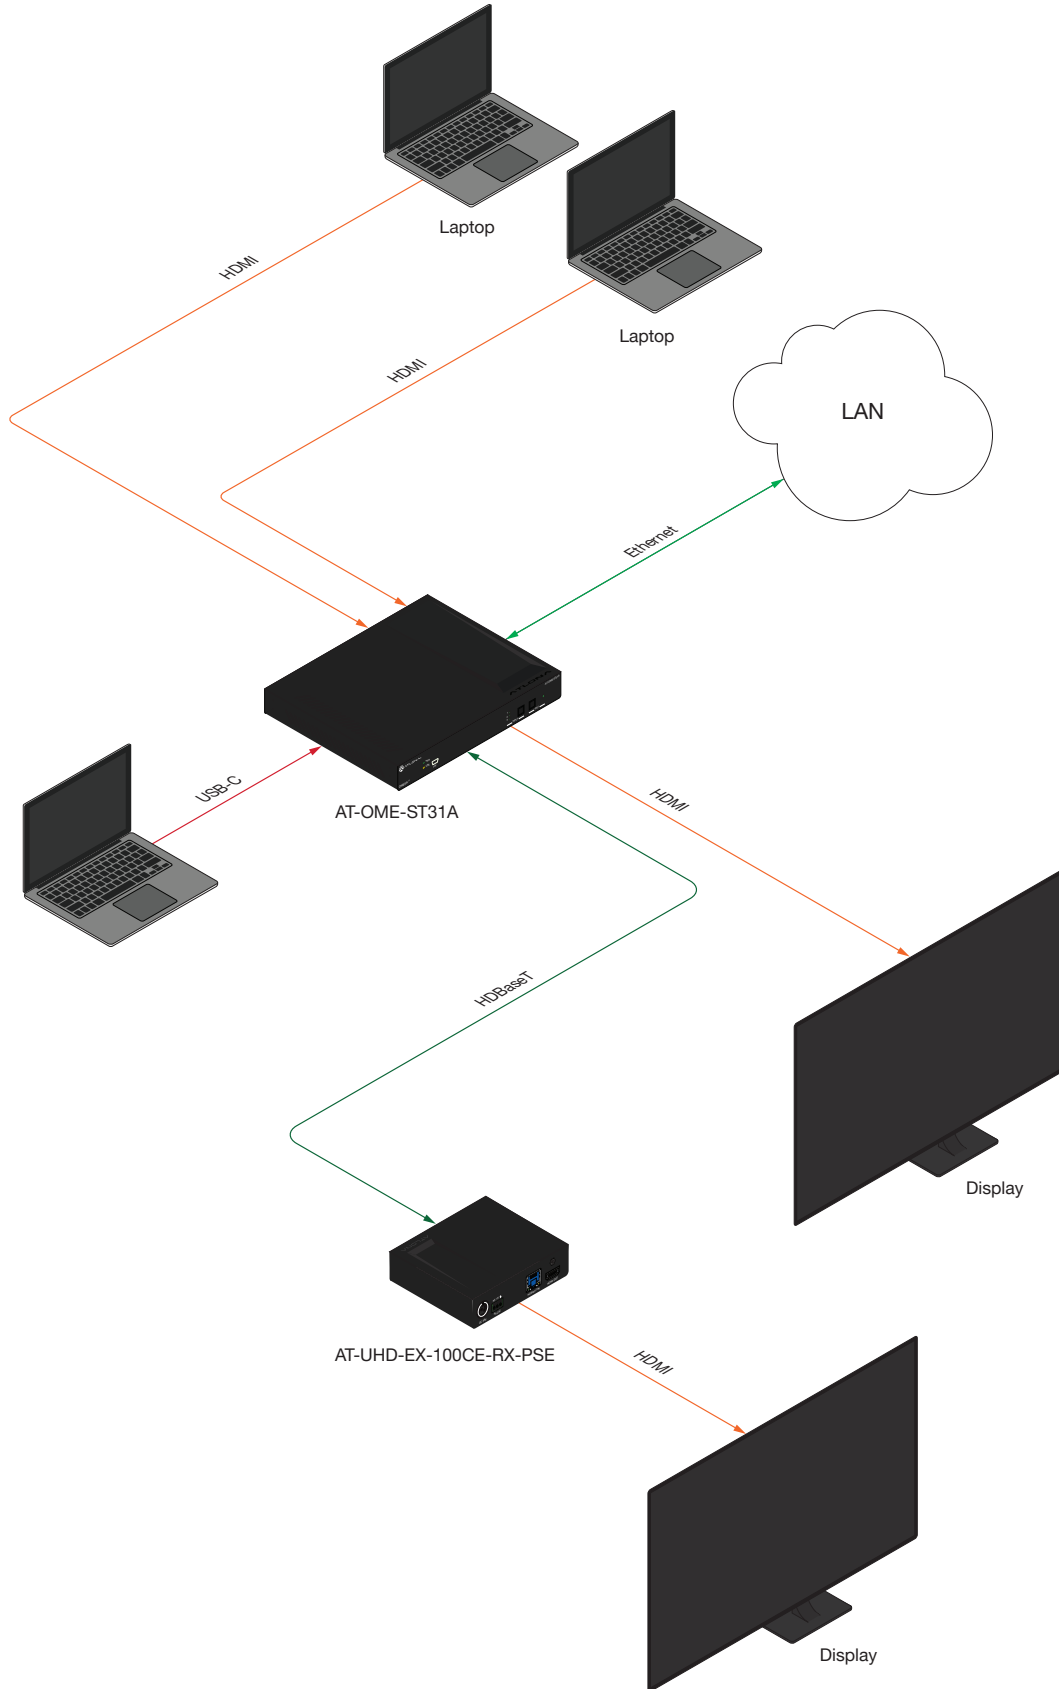 Laptop
HDMI
Laptop
HDMI
LAN
Ethernet
USB-C
AT-OME-ST31A
HDMI
HDBaseT
Display
AT-UHD-EX-100CE-RX-PSE
HDMI
Display